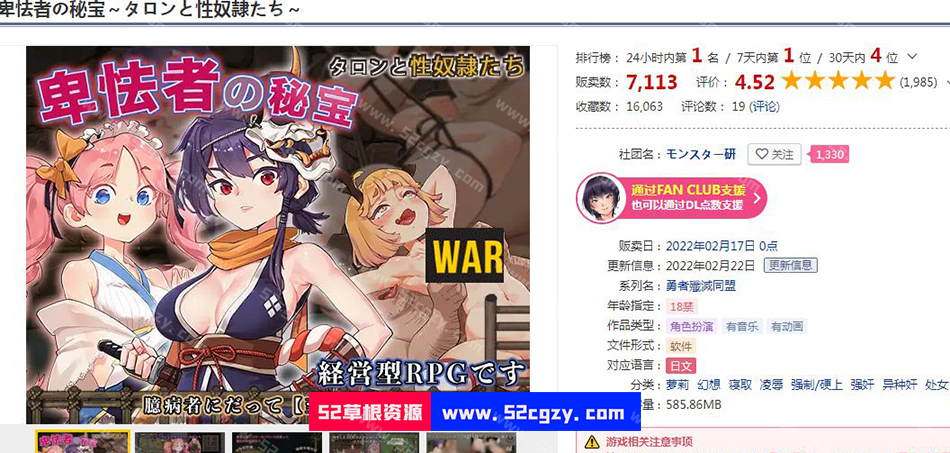 卑怯者の秘宝～タロンと性奴隷たち～
タロンと性奴隷たち
卑怯者の秘宝
WAR
経営型RPGです
臆病者にだって【
52草根资源 www.52cgzy.com
排行榜： 24小时内第 1 名 / 7天内第 1 位 / 30天内 4 位
贩卖数： 7,113 评价： 4.52 ★★★★★ (1,985)
收藏数： 16,063 评论数： 19 (评论)
社团名： モンスター研 关注 1,330
通过FAN CLUB支援
也可以通过DL点数支援
贩卖日： 2022年02月17日 0点
更新信息： 2022年02月22日 更新信息
系列名： 勇者殲滅同盟
年龄指定： 18禁
作品类型： 角色扮演 有音乐 有动画
文件形式： 软件
对应语言： 日文
分类： 萝莉 幻想 寝取 凌辱 强制/硬上 强奸 异种奸 处女
量： 585.86MB
游戏相关注意事项